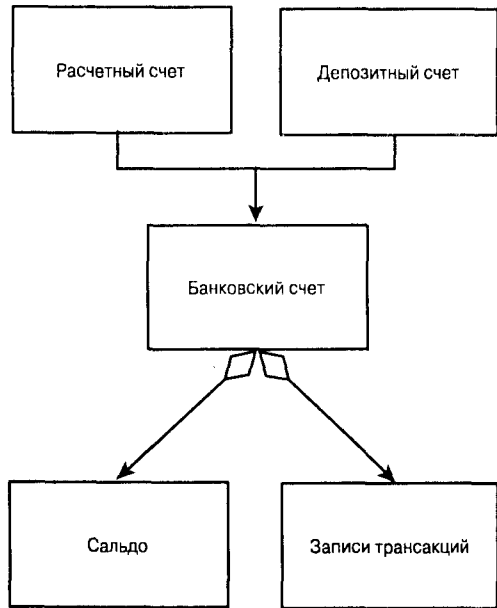 Расчетный счет
Депозитный счет
Банковский счет
Сальдо
Записи трансакций